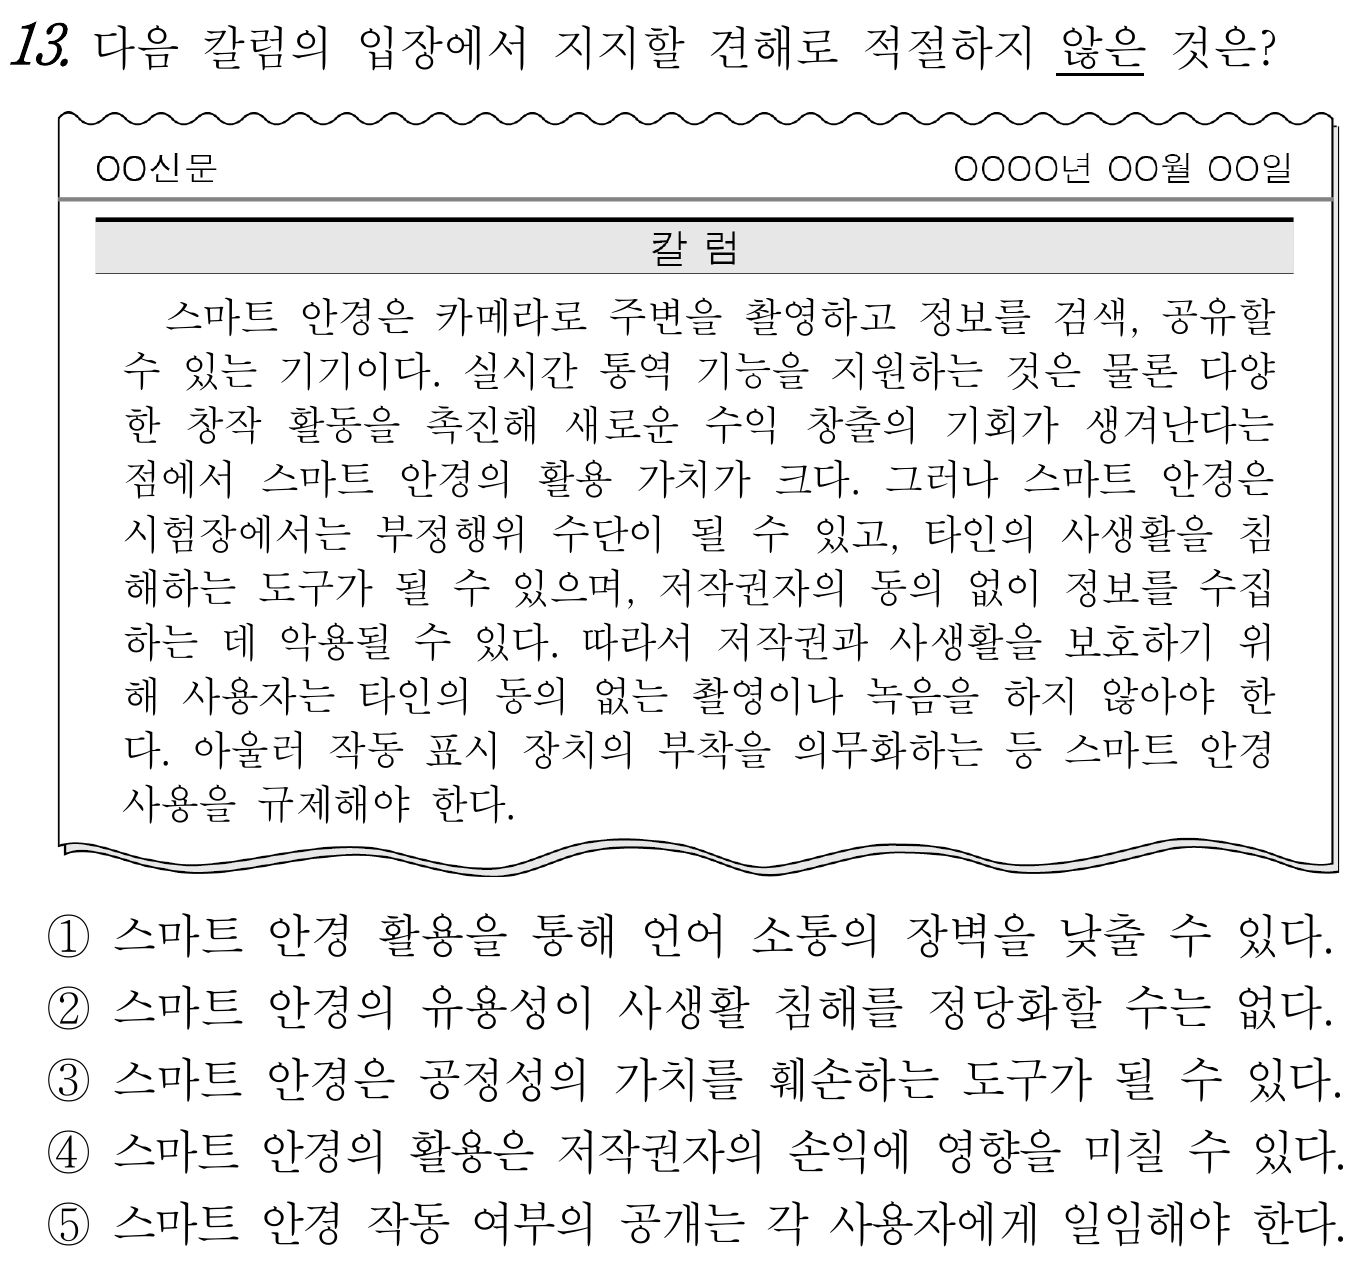 13. 다음 칼럼의 입장에서 지지할 견해로 적절하지 않은 것은?
OO신문 OOOO년 OO월 OO일
칼 럼
스마트 안경은 카메라로 주변을 촬영하고 정보를 검색, 공유할
수 있는 기기이다. 실시간 통역 기능을 지원하는 것은 물론 다양
한 창작 활동을 촉진해 새로운 수익 창출의 기회가 생겨난다는
점에서 스마트 안경의 활용 가치가 크다. 그러나 스마트 안경은
시험장에서는 부정행위 수단이 될 수 있고, 타인의 사생활을 침
해하는 도구가 될 수 있으며, 저작권자의 동의 없이 정보를 수집
하는 데 악용될 수 있다. 따라서 저작권과 사생활을 보호하기 위
해 사용자는 타인의 동의 없는 촬영이나 녹음을 하지 않아야 한
다. 아울러 작동 표시 장치의 부착을 의무화하는 등 스마트 안경
사용을 규제해야 한다.
① 스마트 안경 활용을 통해 언어 소통의 장벽을 낮출 수 있다.
② 스마트 안경의 유용성이 사생활 침해를 정당화할 수는 없다.
③ 스마트 안경은 공정성의 가치를 훼손하는 도구가 될 수 있다.
④ 스마트 안경의 활용은 저작권자의 손익에 영향을 미칠 수 있다.
⑤ 스마트 안경 작동 여부의 공개는 각 사용자에게 일임해야 한다.